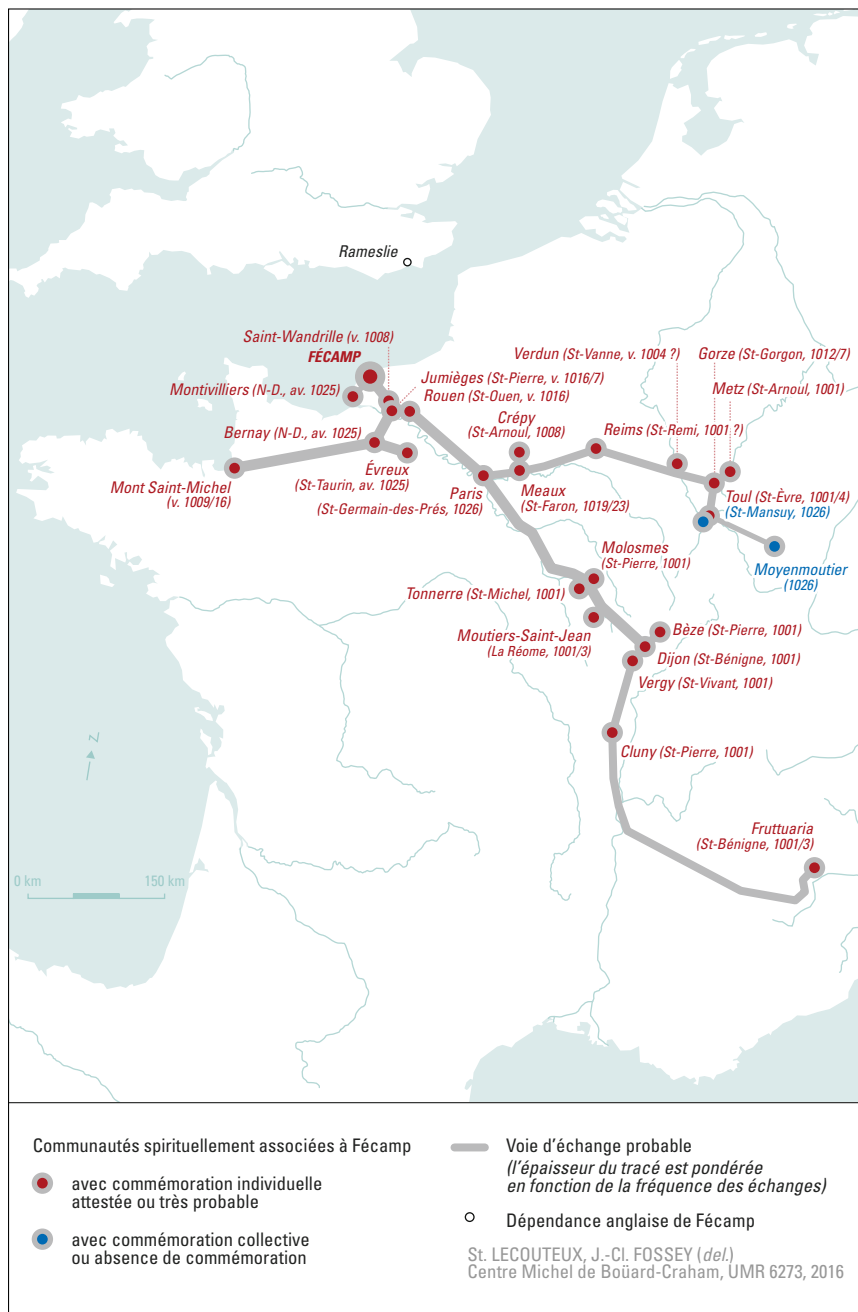 Rameslie
Saint-Wandrille (v. 1008)
FÉCAMP
Montivilliers (N-D., av. 1025)
Jumièges (St-Pierre, v. 1016/7)
Rouen (St-Ouen, v. 1016)
Verdun (St-Vanne, v. 1004 ?)
Gorze (St-Gorgon, 1012/7)
Metz (St-Arnoul, 1001)
Crépy
(St-Arnoul, 1008)
Reims (St-Remi, 1001 ?)
Bernay (N-D., av. 1025)
Mont Saint-Michel
(v. 1009/16)
Évreux
(St-Taurin, av. 1025)
Paris
(St-Germain-des-Prés, 1026)
Meaux
(St-Faron, 1019/23)
Toul (St-Èvre, 1001/4)
(St-Mansuy, 1026)
Moyenmoutier
(1026)
Molosmes
(St-Pierre, 1001)
Tonnerre (St-Michel, 1001)
Moutiers-Saint-Jean
(La Réome, 1001/3)
Bèze (St-Pierre, 1001)
Dijon (St-Bénigne, 1001)
Vergy (St-Vivant, 1001)
Cluny (St-Pierre, 1001)
Fruttuaria
(St-Bénigne, 1001/3)
N
0 km 150 km
Communautés spirituellement associées à Fécamp
avec commémoration individuelle
attestée ou très probable
avec commémoration collective
ou absence de commémoration
Voie d'échange probable
(l'épaisseur du tracé est pondérée
en fonction de la fréquence des échanges)
Dépendance anglaise de Fécamp
St. LECOUTEUX, J.-Cl. FOSSEY (del.)
Centre Michel de Boüard-Craham, UMR 6273, 2016